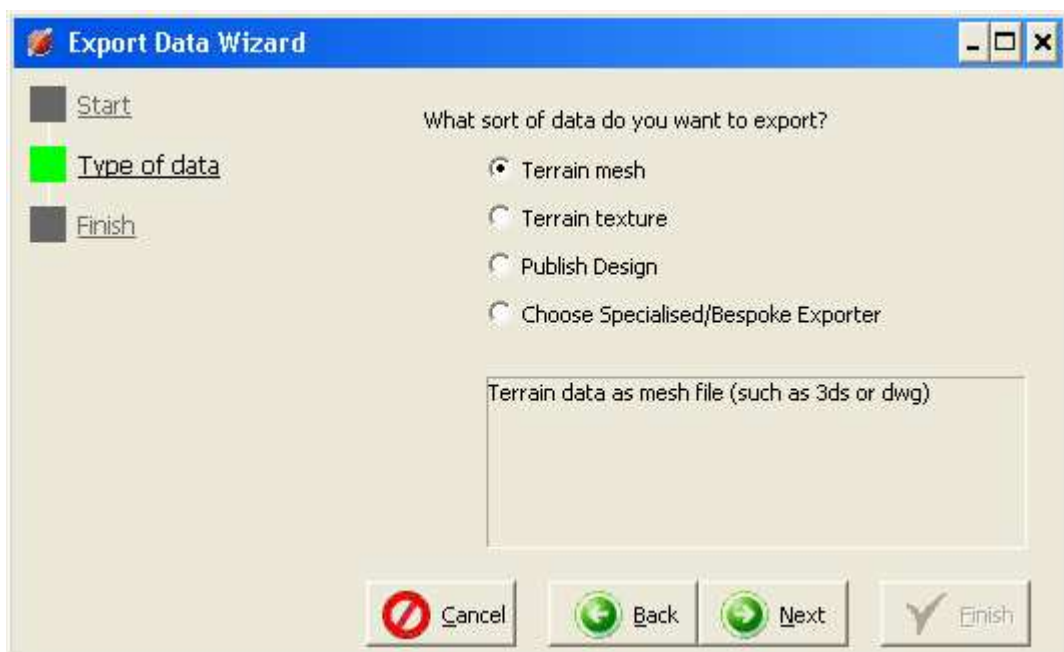 Export Data Wizard
Start
Type of data
Finish
What sort of data do you want to export?
Terrain mesh
Terrain texture
Publish Design
Choose Specialised/Bespoke Exporter
Terrain data as mesh file (such as 3ds or dwg)
Cancel
Back
Next
Finish